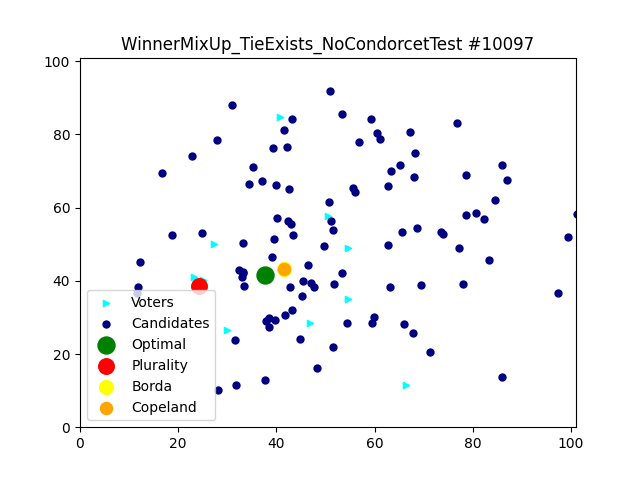 WinnerMixUp_TieExists_NoCondorcetTest #10097
100
80
60
40
20
0
Voters
Candidates
Optimal
Plurality
Borda
Copeland
0 20 40 60 80 100